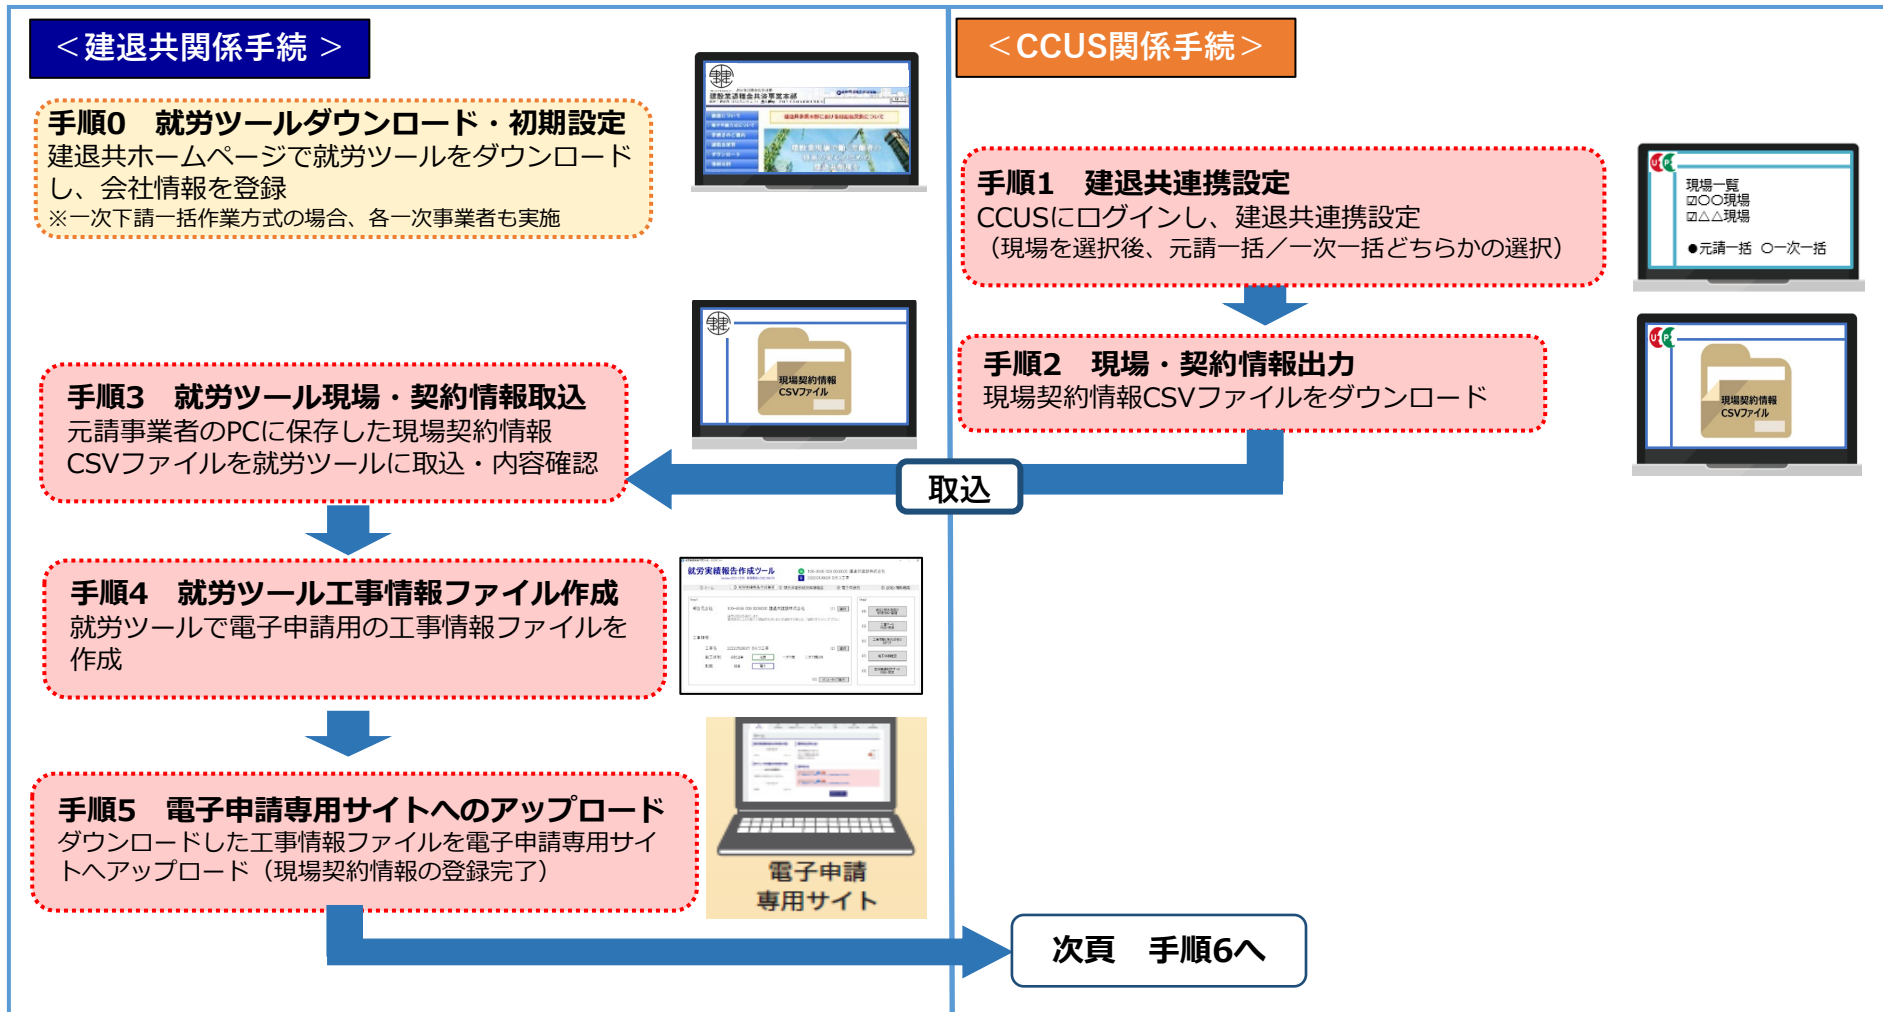 ＜建退共関係手続 ＞
手順0　就労ツールダウンロード・初期設定
建退共ホームページで就労ツールをダウンロード
し、会社情報を登録
※一次下請一括作業方式の場合、各一次事業者も実施
建設業退職金共済事業本部
＜CCUS関係手続＞
手順1　建退共連携設定
CCUSにログインし、建退共連携設定
（現場を選択後、元請一括／一次一括どちらかの選択）
現場一覧
☑〇〇現場
☑△△現場
●元請一括 〇一次一括
手順2　現場・契約情報出力
現場契約情報CSVファイルをダウンロード
現場契約情報
CSVファイル
取込
手順3　就労ツール現場・契約情報取込
元請事業者のPCに保存した現場契約情報
CSVファイルを就労ツールに取込・内容確認
現場契約情報
CSVファイル
手順4　就労ツール工事情報ファイル作成
就労ツールで電子申請用の工事情報ファイルを
作成
就労実績報告作成ツール
手順5　電子申請専用サイトへのアップロード
ダウンロードした工事情報ファイルを電子申請専用サイ
トへアップロード（現場契約情報の登録完了）
電子申請
専用サイト
次頁　手順6へ